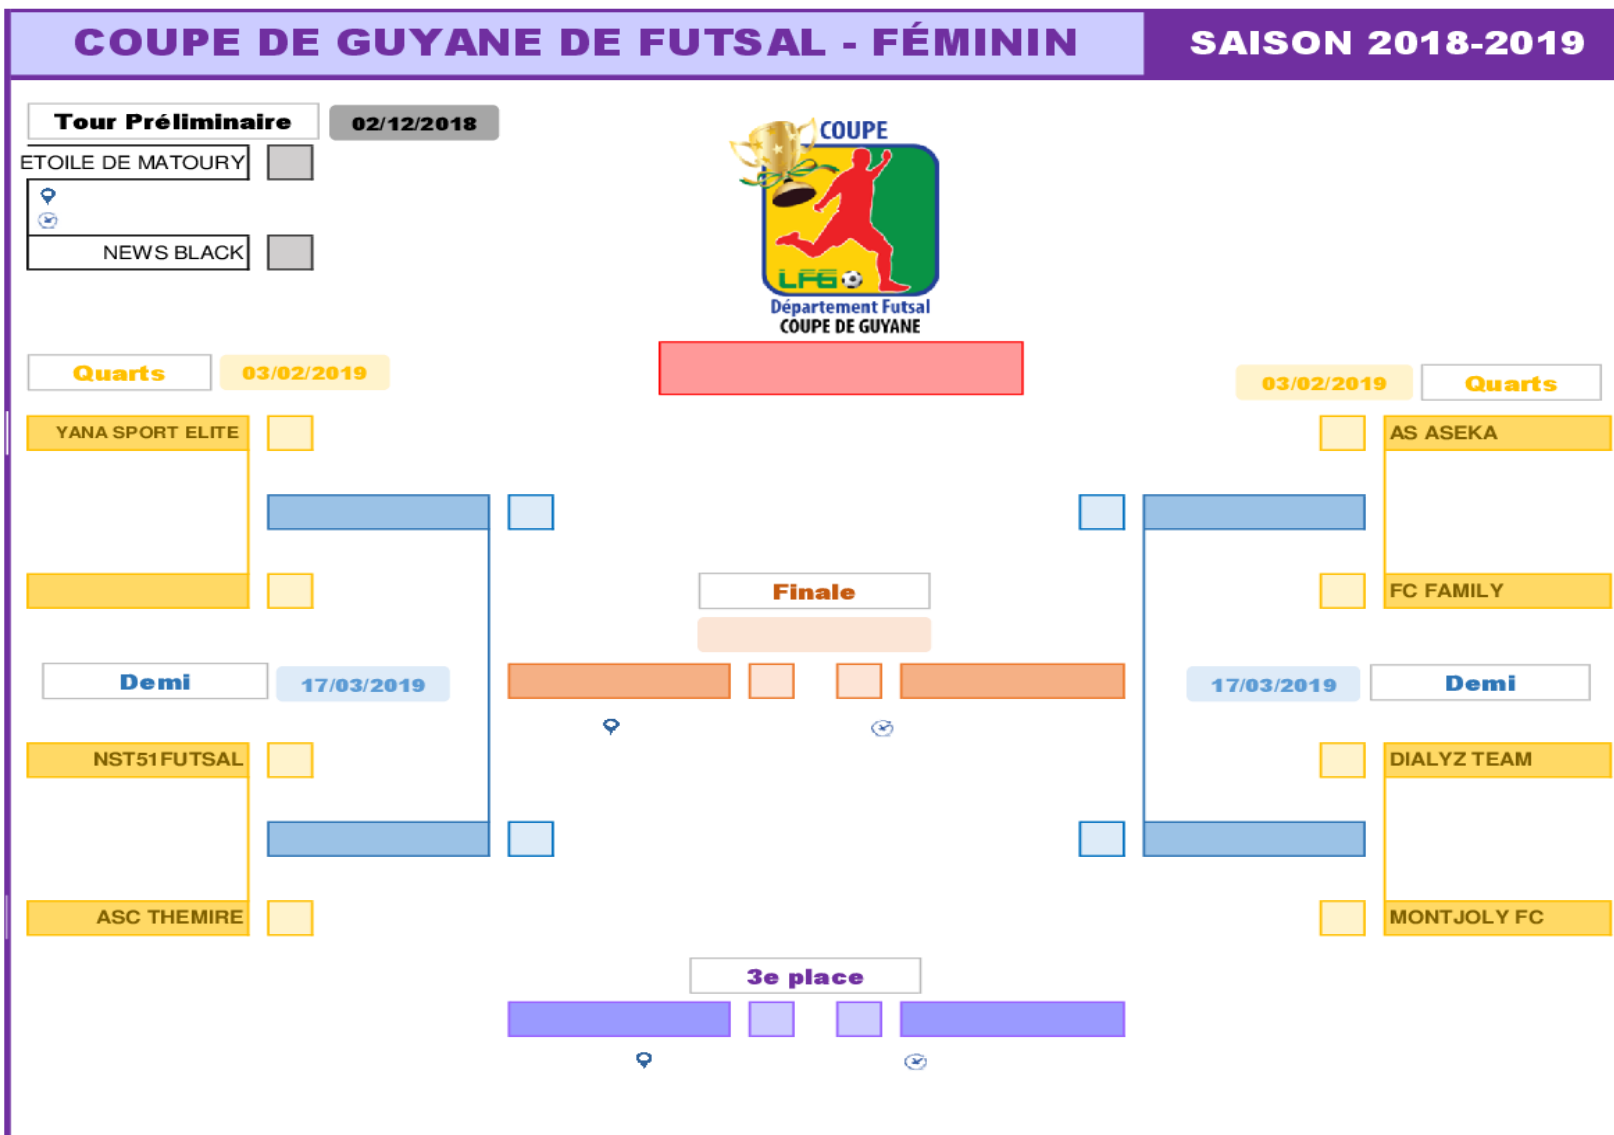 COUPE DE GUYANE DE FUTSAL - FÉMININ
SAISON 2018-2019
Tour Préliminaire
02/12/2018
ETOILE DE MATOURY
NEWS BLACK
COUPE
LFG
Département Futsal
COUPE DE GUYANE
Quarts
03/02/2019
03/02/2019
Quarts
YANA SPORT ELITE
AS ASEKA
Finale
FC FAMILY
Demi
17/03/2019
17/03/2019
Demi
NST51FUTSAL
DIALYZ TEAM
ASC THEMIRE
MONTJOLY FC
3e place